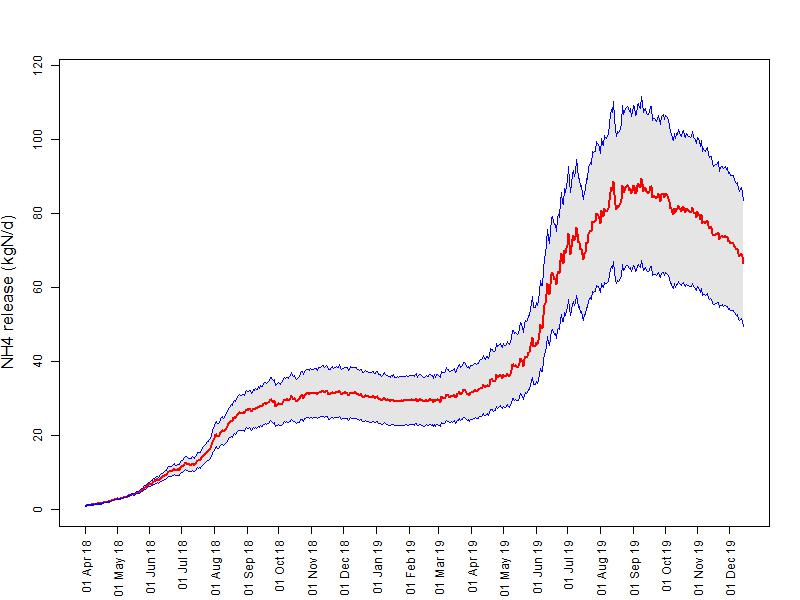 NH4 release (kgN/d)
120
100
80
60
40
20
0
01 Apr 18
01 May 18
01 Jun 18
01 Jul 18
01 Aug 18
01 Sep 18
01 Oct 18
01 Nov 18
01 Dec 18
01 Jan 19
01 Feb 19
01 Mar 19
01 Apr 19
01 May 19
01 Jun 19
01 Jul 19
01 Aug 19
01 Sep 19
01 Oct 19
01 Nov 19
01 Dec 19